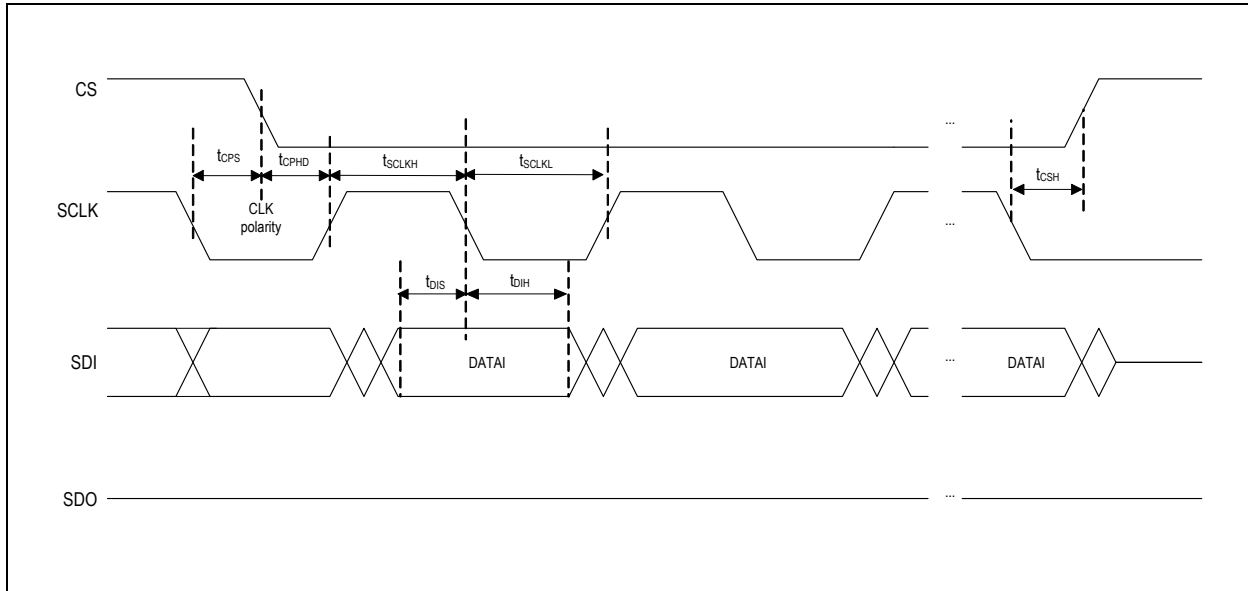 CS
...
tCPS
tCPHD
tSCLKH
tSCLKL
tCSH
SCLK
CLK
polarity
...
tDIS
tDIH
SDI
DATAI
DATAI
...
DATAI
SDO
...